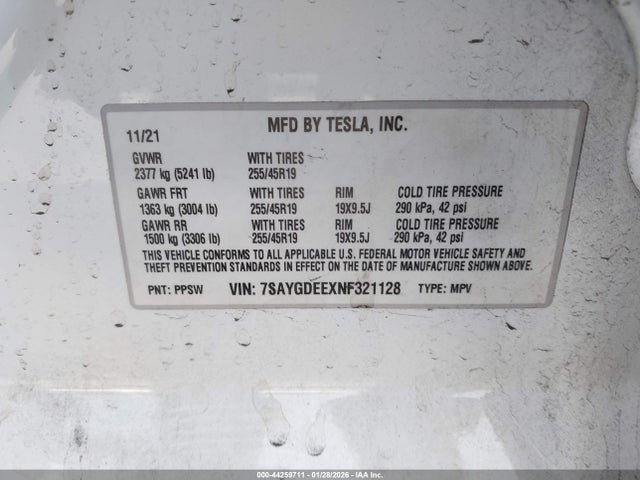 MFD BY TESLA, INC.
11/21
GVWR WITH TIRES
2377 kg (5241 lb) 255/45R19
GAWR FRT WITH TIRES RIM COLD TIRE PRESSURE
1363 kg (3004 lb) 255/45R19 19X9.5J 290 kPa, 42 psi
GAWR RR WITH TIRES RIM COLD TIRE PRESSURE
1500 kg (3306 lb) 255/45R19 19X9.5J 290 kPa, 42 psi
THIS VEHICLE CONFORMS TO ALL APPLICABLE U.S. FEDERAL MOTOR VEHICLE SAFETY AND
THEFT PREVENTION STANDARDS IN EFFECT ON THE DATE OF MANUFACTURE SHOWN ABOVE.
PNT: PPSW VIN: 7SAYGDEEXNF321128 TYPE: MPV
000-44259711 - 01/28/2026 - IAAI.COM